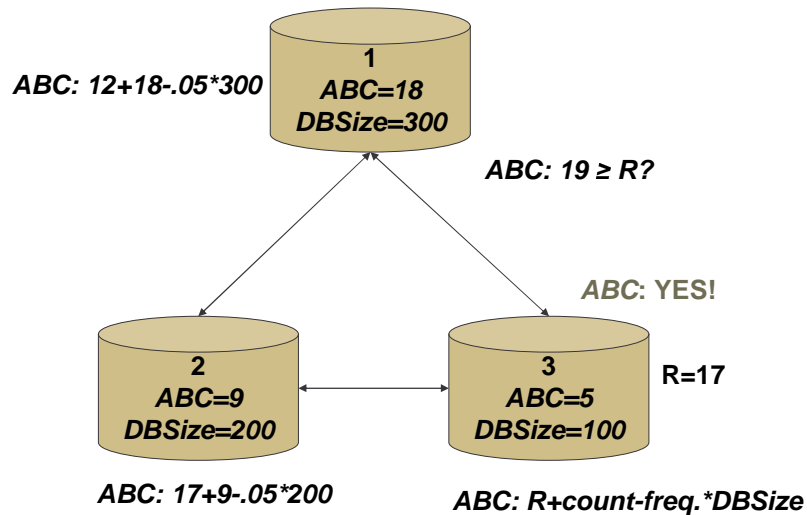 1
ABC: 12+18-.05*300
ABC=18
DBSize=300
ABC: 19 ≥ R?
ABC: YES!
2
ABC=9
DBSize=200
3
ABC=5
DBSize=100
R=17
ABC: 17+9-.05*200
ABC: R+count-freq.*DBSize